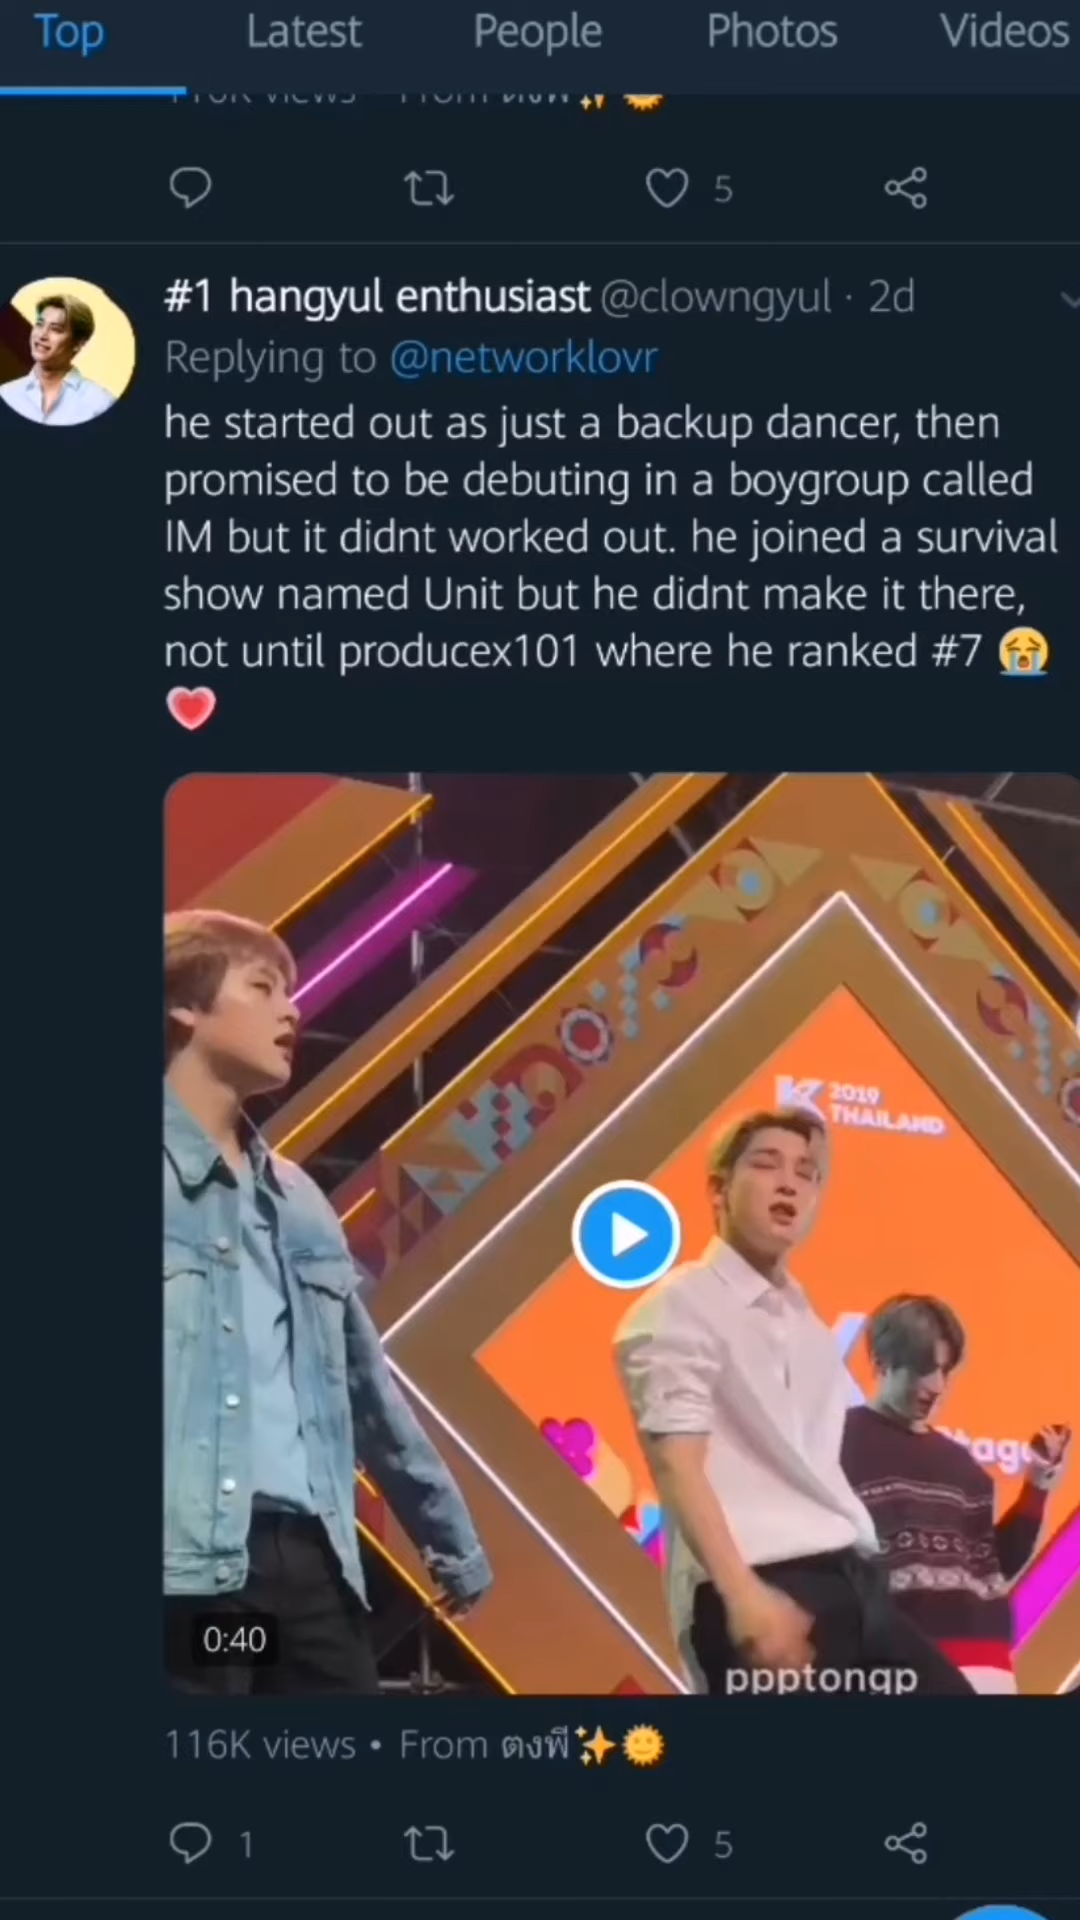 Top Latest People Photos Videos
5
#1 hangyul enthusiast @clowngyul · 2d
Replying to @networklovr
he started out as just a backup dancer, then
promised to be debuting in a boygroup called
IM but it didnt worked out. he joined a survival
show named Unit but he didnt make it there,
not until producex101 where he ranked #7 😭
💗
K 2019
THAILAND
0:40
ppptongp
116K views • From ตงพี✨🌞
1 5